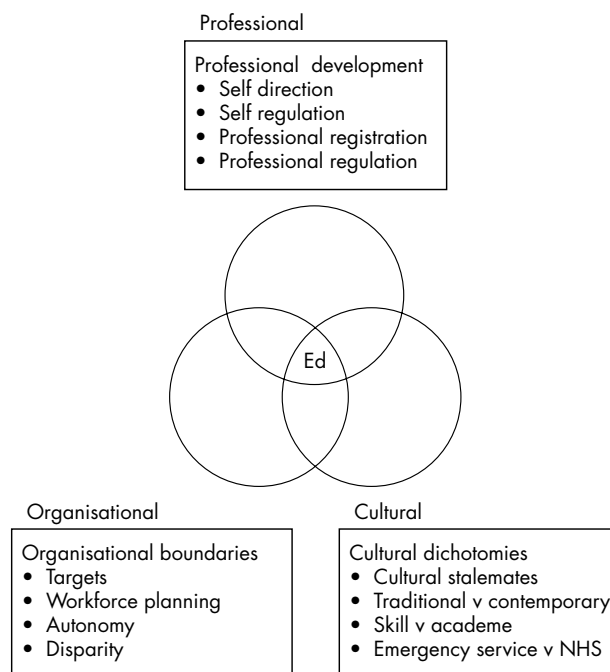 Professional
Professional development
• Self direction
• Self regulation
• Professional registration
• Professional regulation
Ed
Organisational
Organisational boundaries
• Targets
• Workforce planning
• Autonomy
• Disparity
Cultural
Cultural dichotomies
• Cultural stalemates
• Traditional v contemporary
• Skill v academe
• Emergency service v NHS